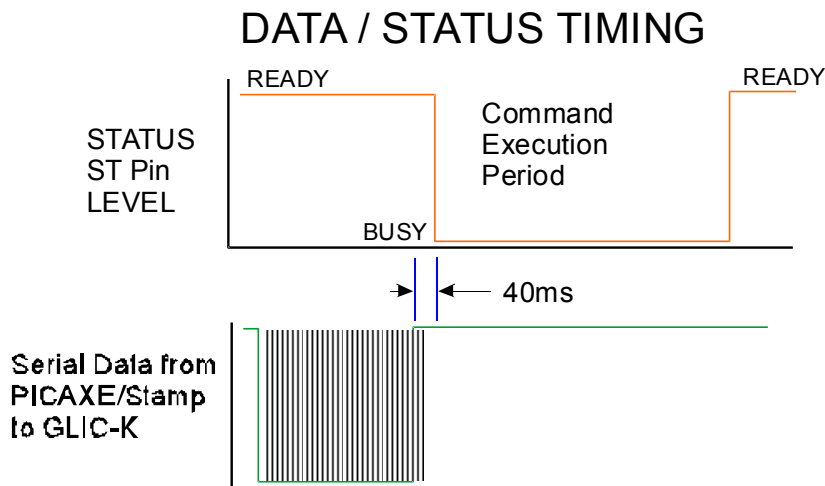 DATA / STATUS TIMING
READY
READY
STATUS
ST Pin
LEVEL
Command
Execution
Period
BUSY
40ms
Serial Data from
PICAXE/Stamp
to GLIC-K